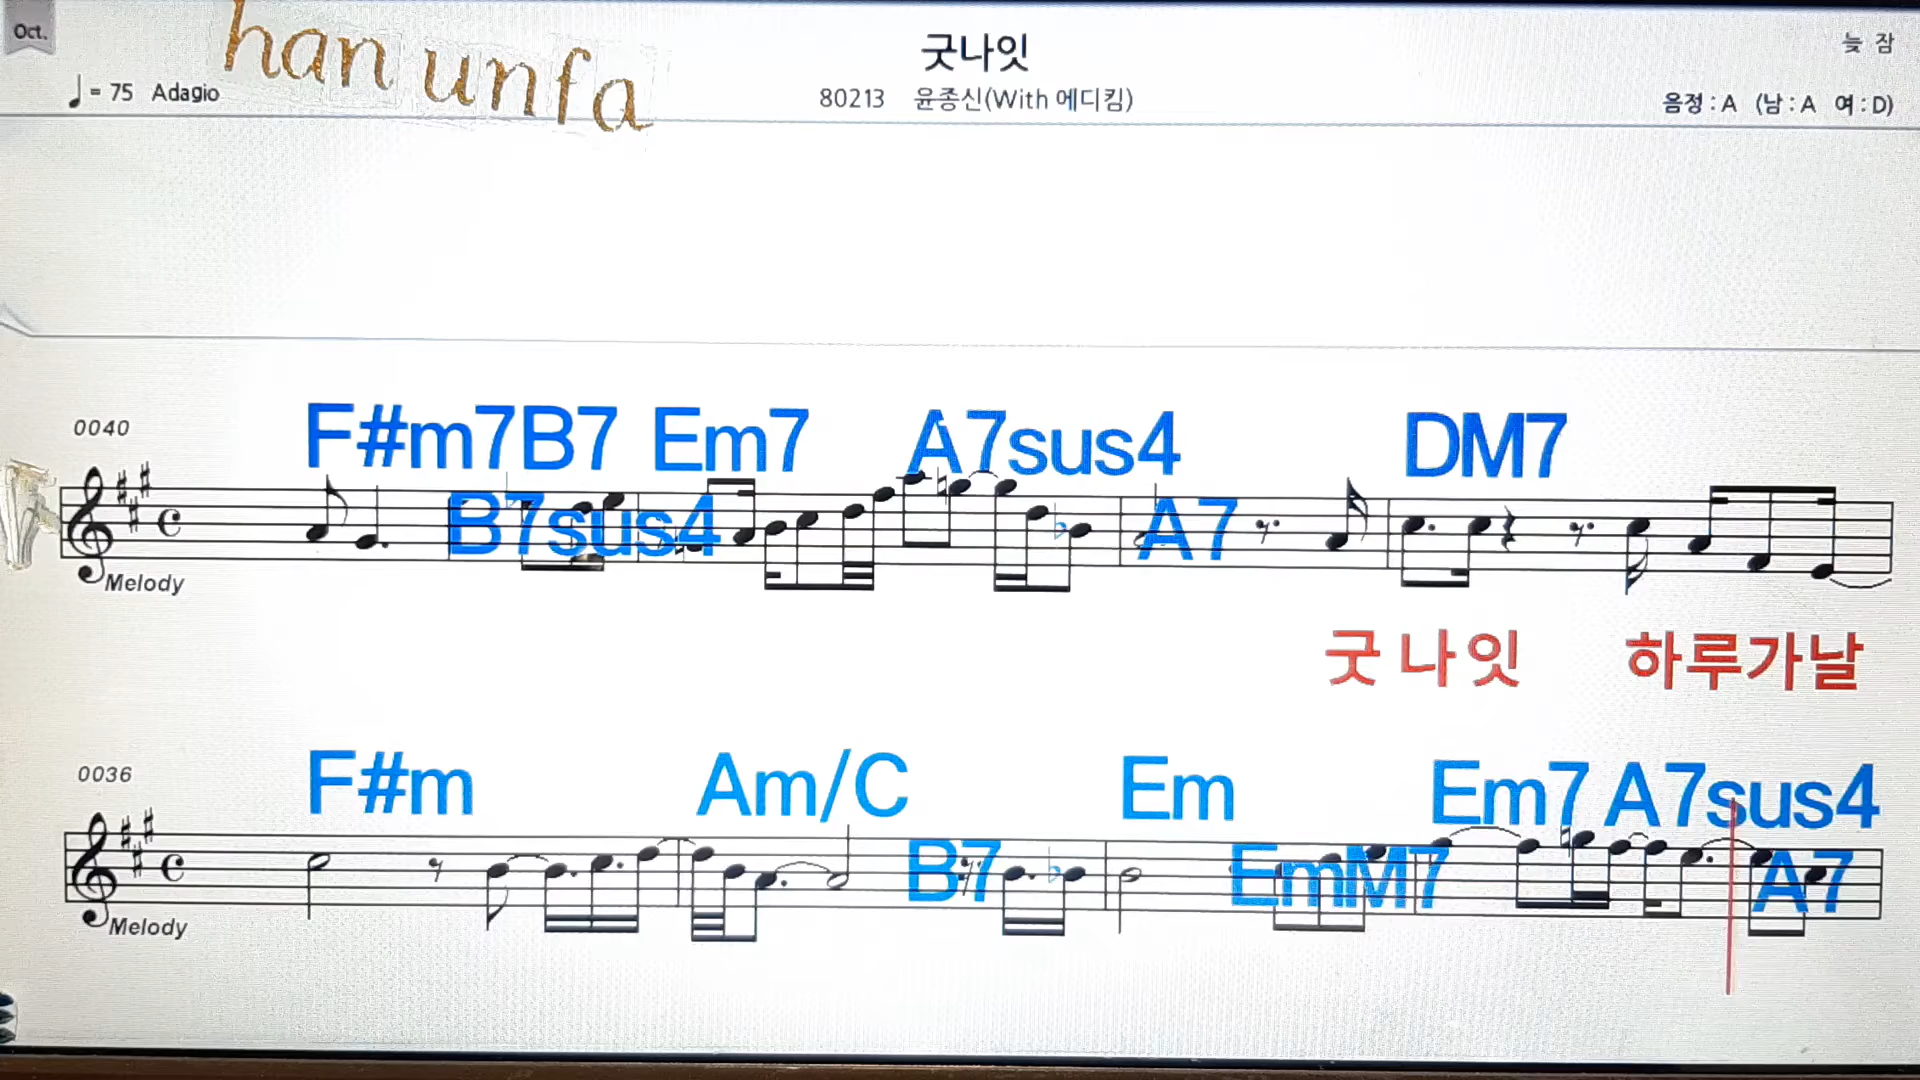 Oct.
han unfa
굿나잇
늦 잠
♩= 75 Adagio
80213 윤종신(With 에디킴)
음정 : A (남 : A 여 : D)
0040
F#m7B7 Em7 A7sus4 DM7
B7sus4 A7
Melody
굿 나 잇 하루가날
0036
F#m Am/C Em Em7 A7sus4
B7 EmM7 A7
Melody